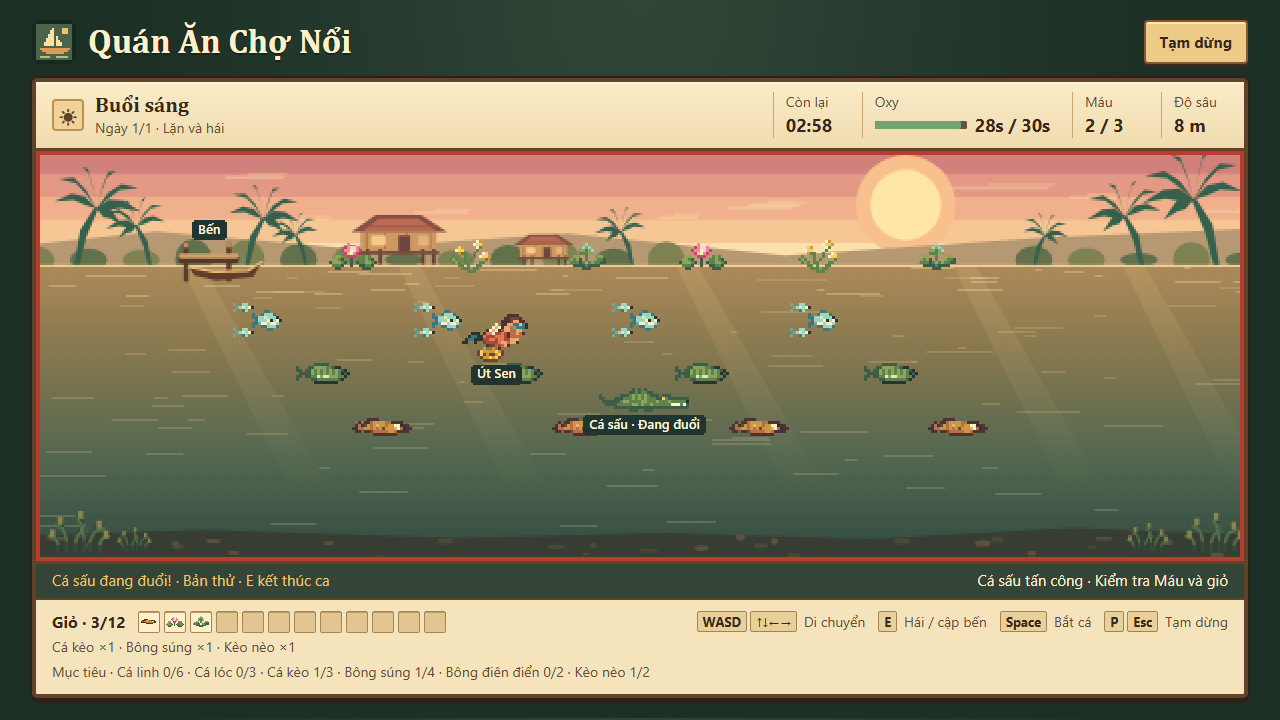 Quán Ăn Chợ Nổi
Tạm dừng
Buổi sáng
Ngày 1/1 · Lặn và hái
Còn lại
02:58
Oxy
28s / 30s
Máu
2 / 3
Độ sâu
8 m
Bến
Út Sen
Cá sấu · Đang đuổi
Cá sấu đang đuổi! · Bản thử · E kết thúc ca
Cá sấu tấn công · Kiểm tra Máu và giỏ
Giỏ · 3/12
WASD ↑↓←→ Di chuyển E Hái / cập bến Space Bắt cá P Esc Tạm dừng
Cá kèo ×1 · Bông súng ×1 · Kèo nèo ×1
Mục tiêu · Cá linh 0/6 · Cá lóc 0/3 · Cá kèo 1/3 · Bông súng 1/4 · Bông điên điển 0/2 · Kèo nèo 1/2